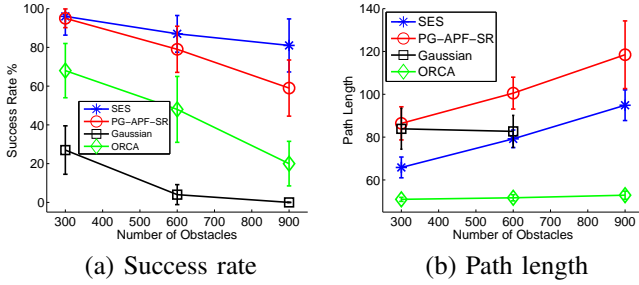 100
80
60
40
20
0
Success Rate %
SES
PG−APF−SR
Gaussian
ORCA
300 400 500 600 700 800 900
Number of Obstacles
(a) Success rate
140
120
100
80
60
Path Length
SES
PG−APF−SR
Gaussian
ORCA
300 400 500 600 700 800 900
Number of Obstacles
(b) Path length